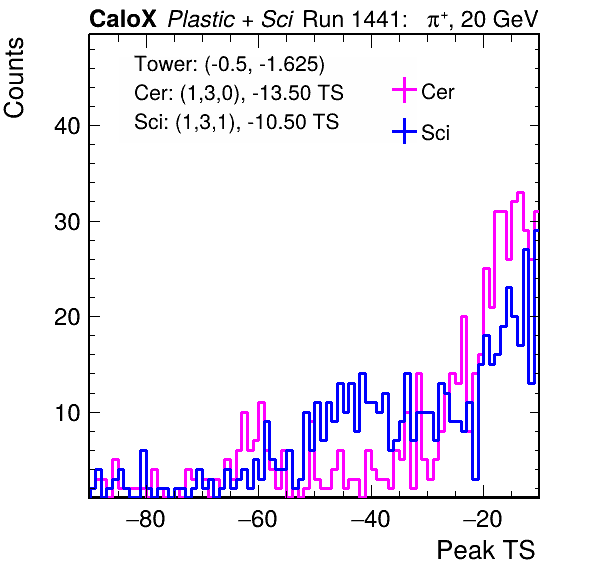 CaloX Plastic + Sci Run 1441: π⁺, 20 GeV
Counts
Tower: (-0.5, -1.625)
Cer: (1,3,0), -13.50 TS
Sci: (1,3,1), -10.50 TS
Cer
Sci
40
30
20
10
−80 −60 −40 −20
Peak TS